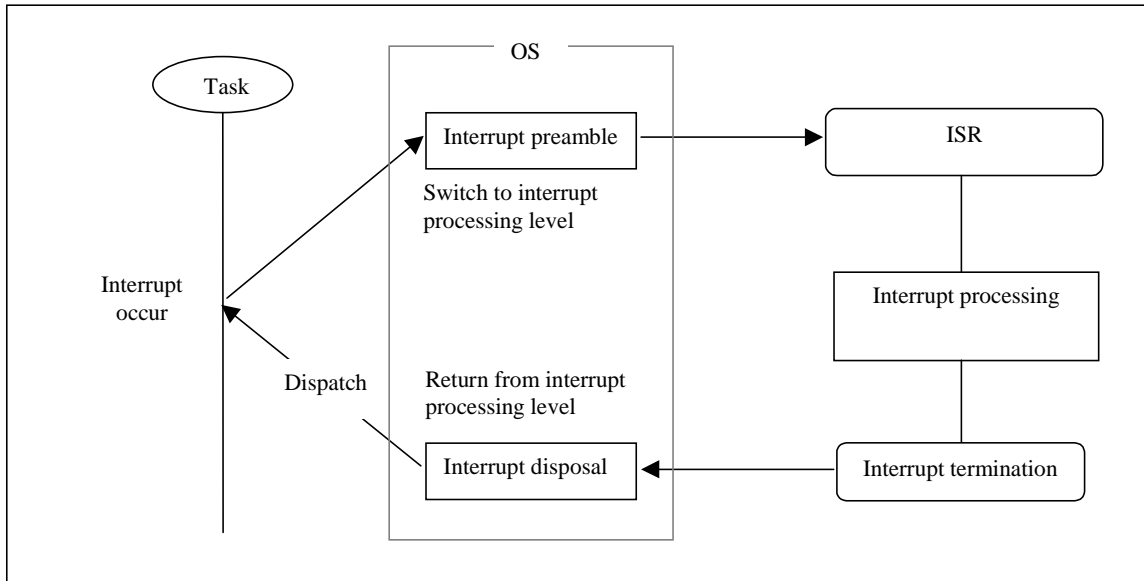 OS
Task
Interrupt preamble
ISR
Switch to interrupt
processing level
Interrupt
occur
Interrupt processing
Dispatch
Return from interrupt
processing level
Interrupt disposal
Interrupt termination